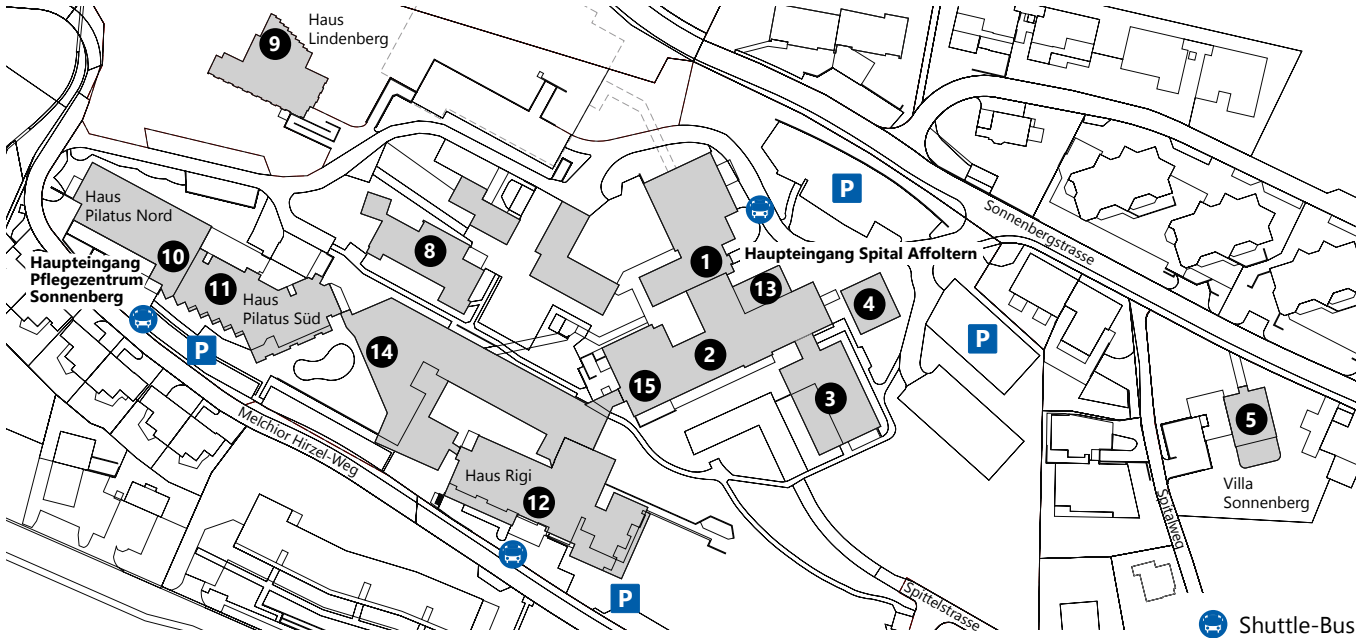 Haus
Lindenberg
9
Haus
Pilatus Nord
P
8
Sonnenbergstrasse
10
Haupteingang
Pflegezentrum
Sonnenberg
1
Haupteingang Spital Affoltern
13
4
11
Haus
Pilatus Süd
P
14
2
P
15
3
5
Melchior Hirzel-Weg
Haus Rigi
12
Villa
Sonnenberg
Spitalweg
P
Spittelstrasse
Shuttle-Bus